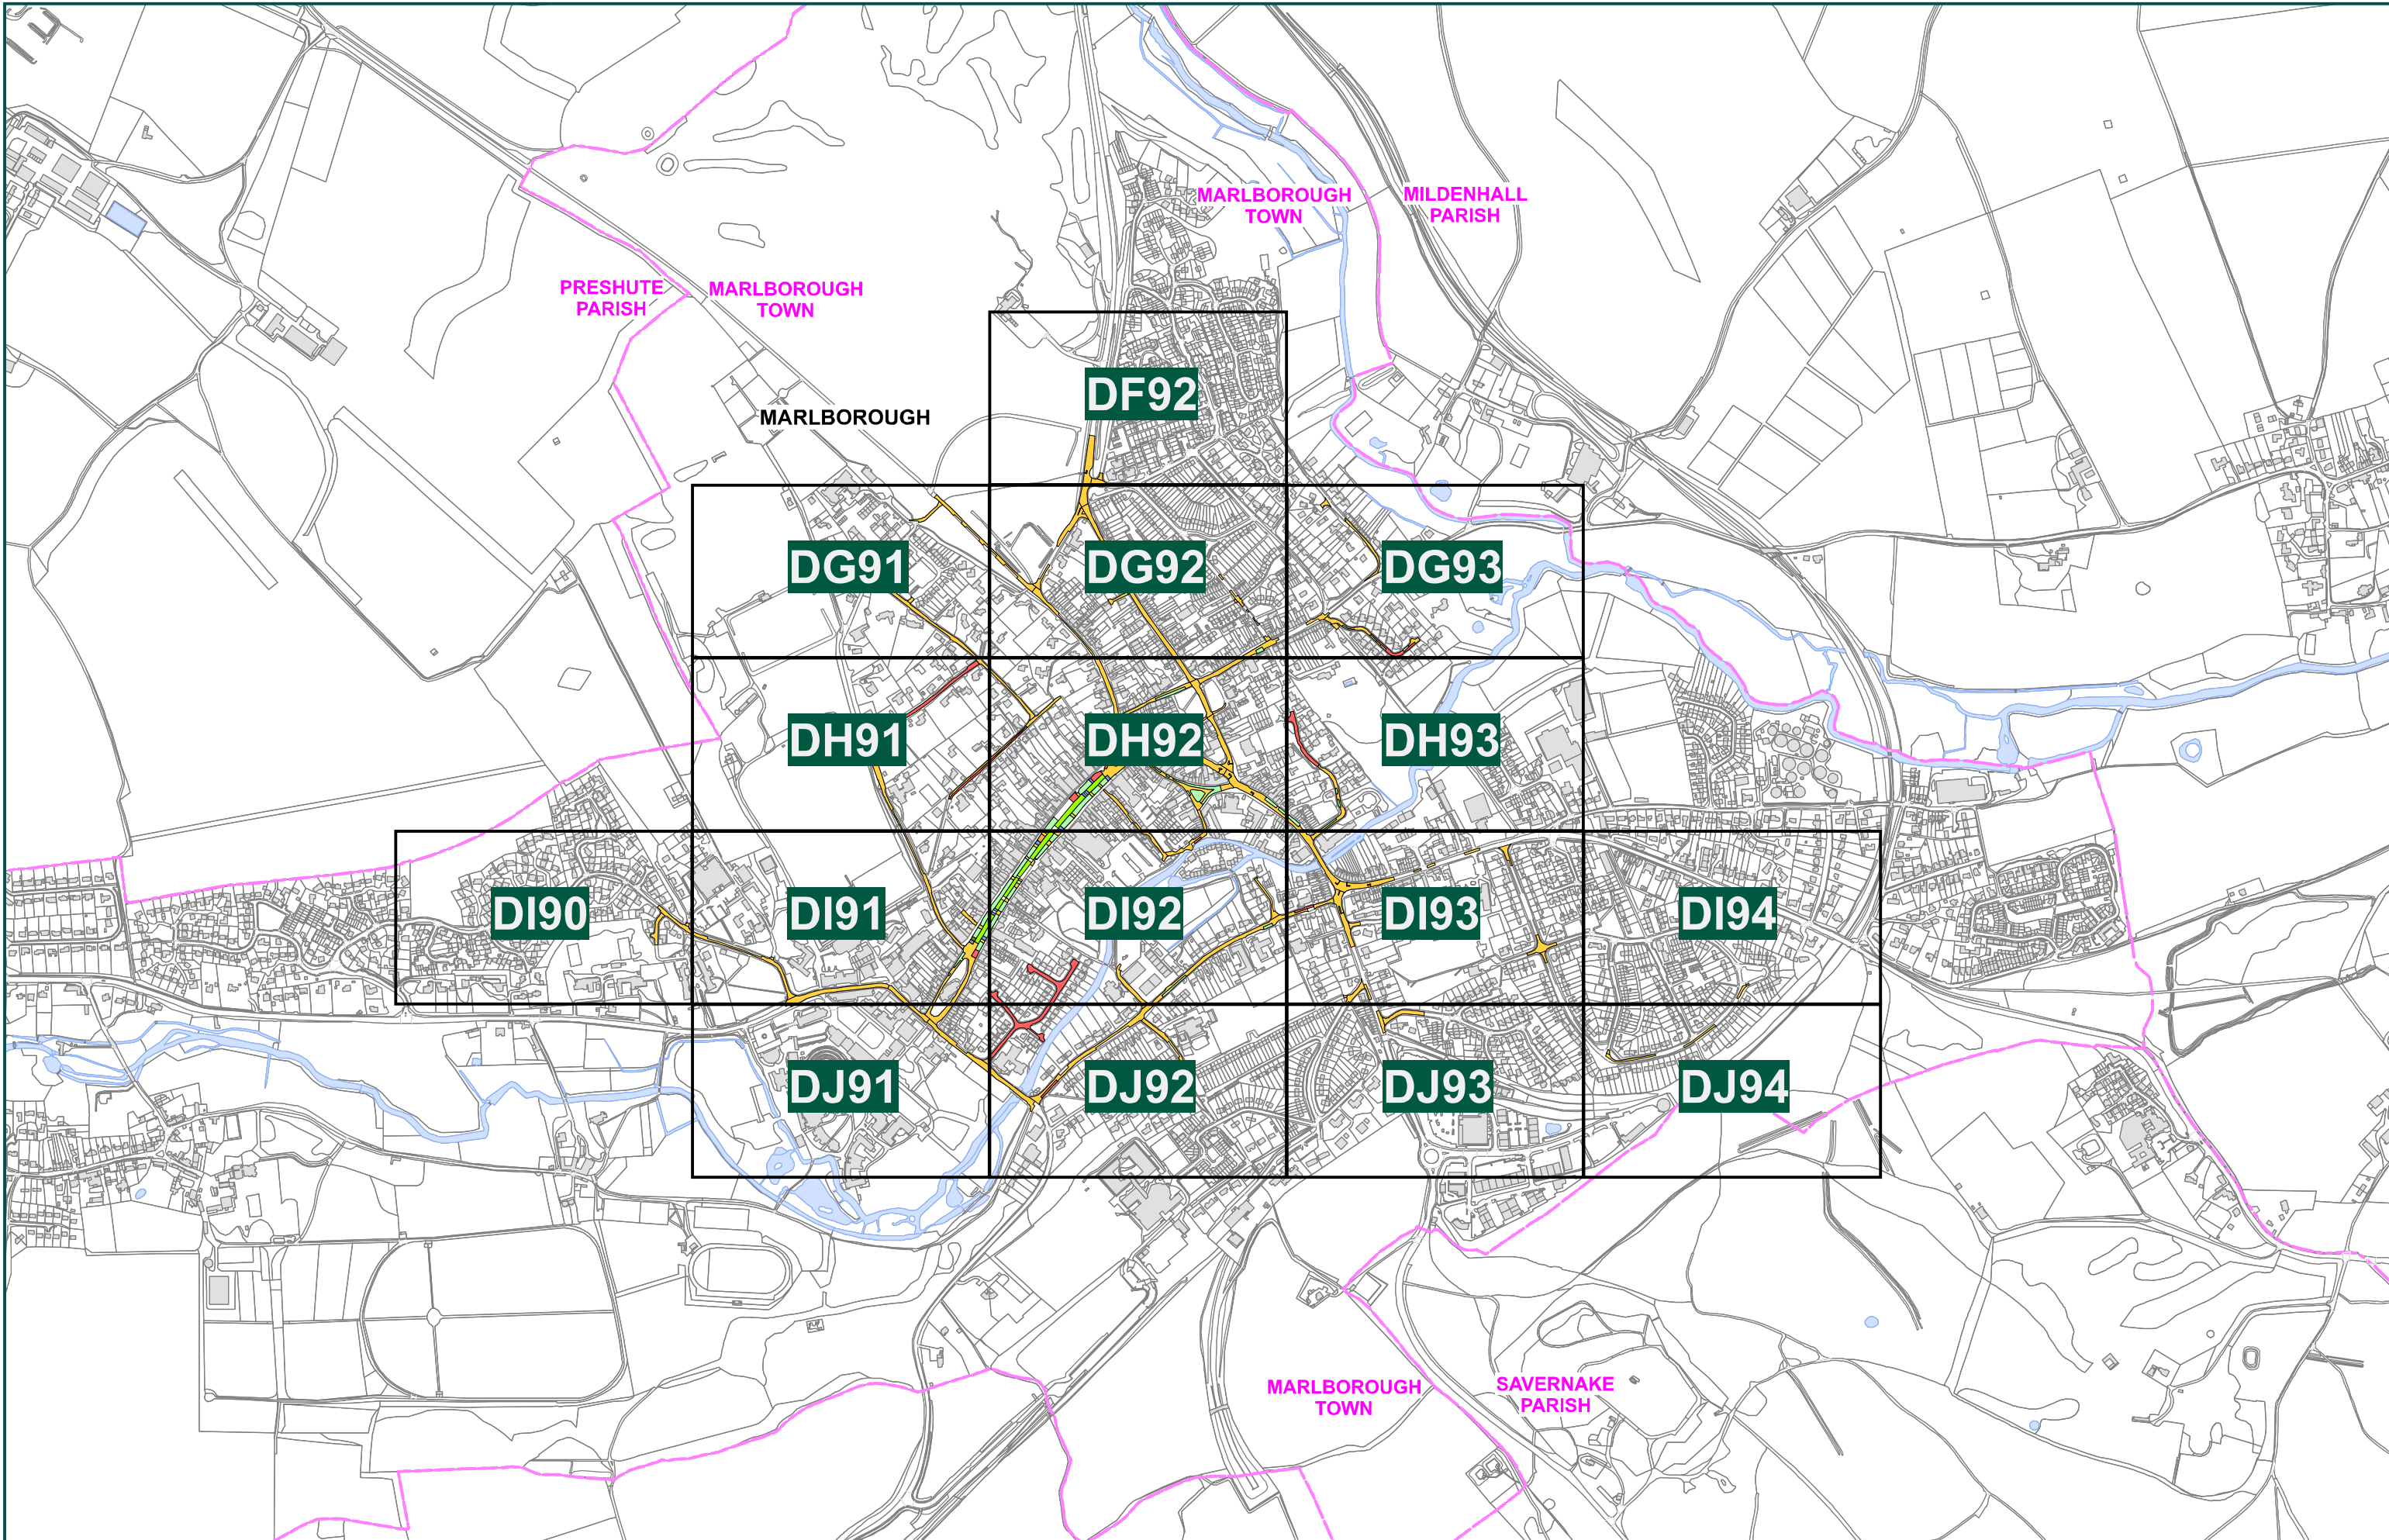 MARLBOROUGH
TOWN
MILDENHALL
PARISH
PRESHUTE
PARISH
MARLBOROUGH
TOWN
DF92
MARLBOROUGH
DG91
DG92
DG93
DH91
DH92
DH93
DI90
DI91
DI92
DI93
DI94
DJ91
DJ92
DJ93
DJ94
MARLBOROUGH
TOWN
SAVERNAKE
PARISH